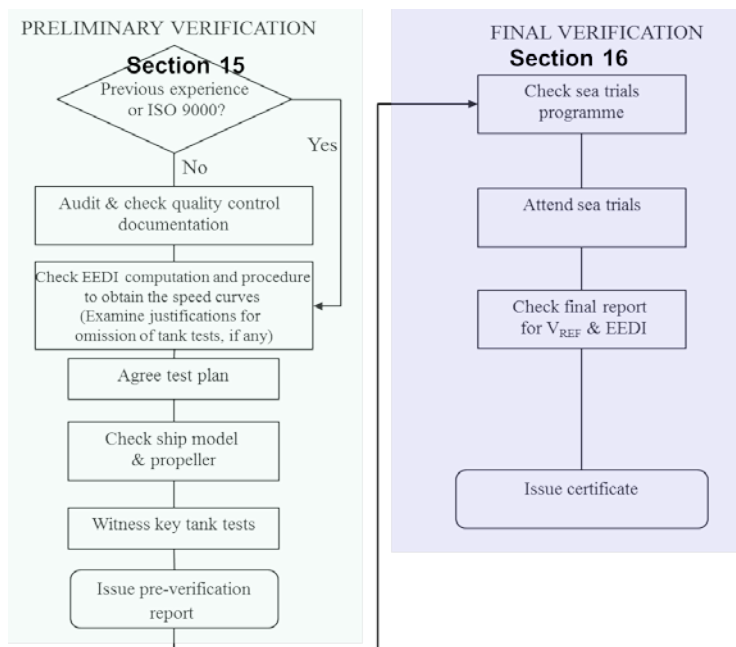 PRELIMINARY VERIFICATION
Section 15
Previous experience
or ISO 9000?
Yes
No
Audit & check quality control
documentation
Check EEDI computation and procedure
to obtain the speed curves
(Examine justifications for
omission of tank tests, if any)
Agree test plan
Check ship model
& propeller
Witness key tank tests
Issue pre-verification
report
FINAL VERIFICATION
Section 16
Check sea trials
programme
Attend sea trials
Check final report
for VREF & EEDI
Issue certificate